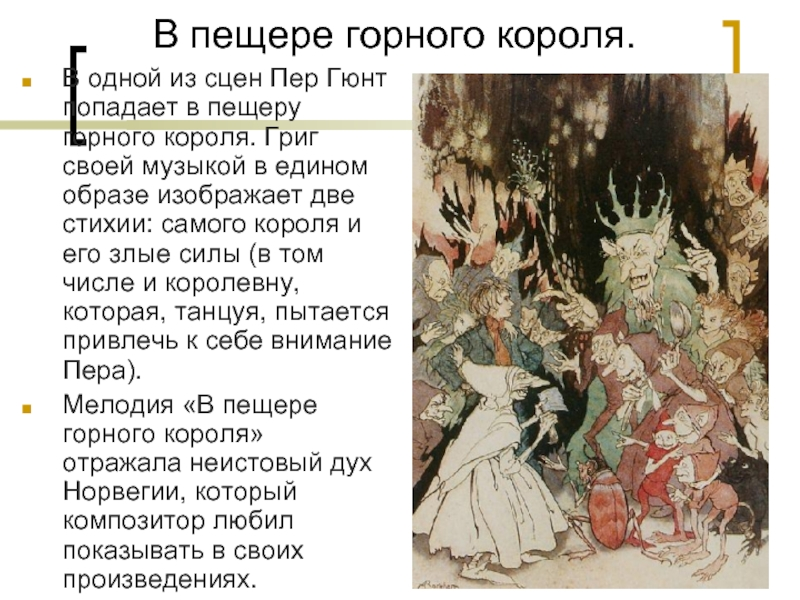 В пещере горного короля.
В одной из сцен Пер Гюнт
попадает в пещеру
горного короля. Григ
своей музыкой в едином
образе изображает две
стихии: самого короля и
его злые силы (в том
числе и королевну,
которая, танцуя, пытается
привлечь к себе внимание
Пера).
Мелодия «В пещере
горного короля»
отражала неистовый дух
Норвегии, который
композитор любил
показывать в своих
произведениях.